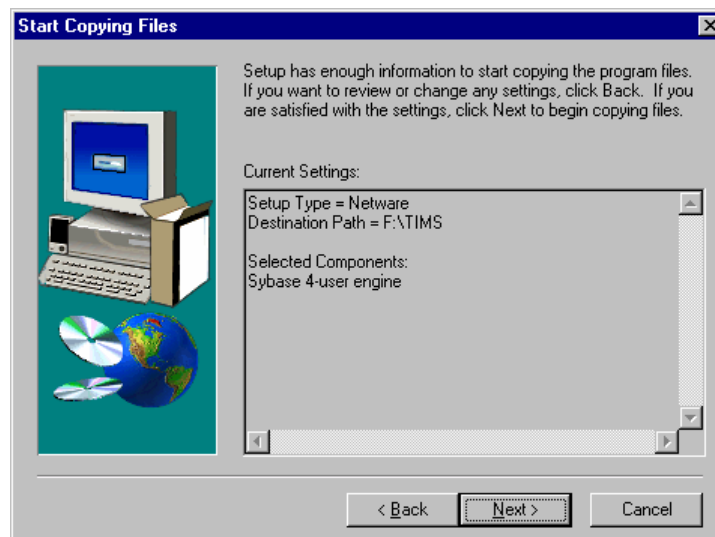 Start Copying Files
Setup has enough information to start copying the program files.
If you want to review or change any settings, click Back. If you
are satisfied with the settings, click Next to begin copying files.
Current Settings:
Setup Type = Netware
Destination Path = F:\TIMS
Selected Components:
Sybase 4-user engine
< Back
Next >
Cancel